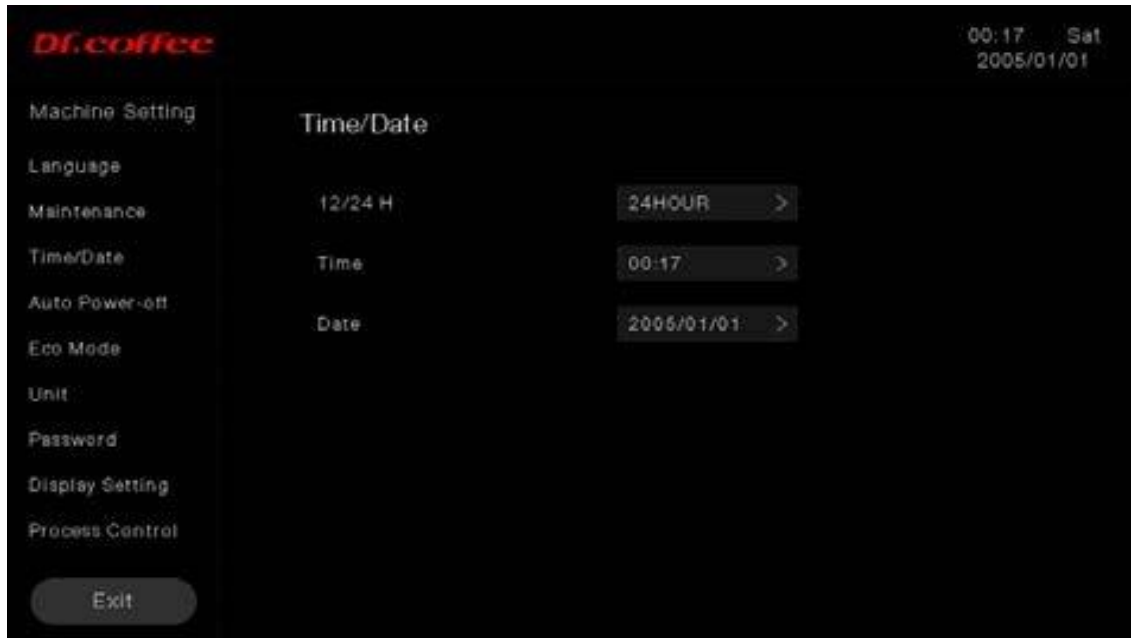 Dr.coffee
00:17 Sat
2005/01/01
Machine Setting
Language
Maintenance
Time/Date
Auto Power-off
Eco Mode
Unit
Password
Display Setting
Process Control
Exit
Time/Date
12/24 H 24HOUR >
Time 00:17 >
Date 2005/01/01 >